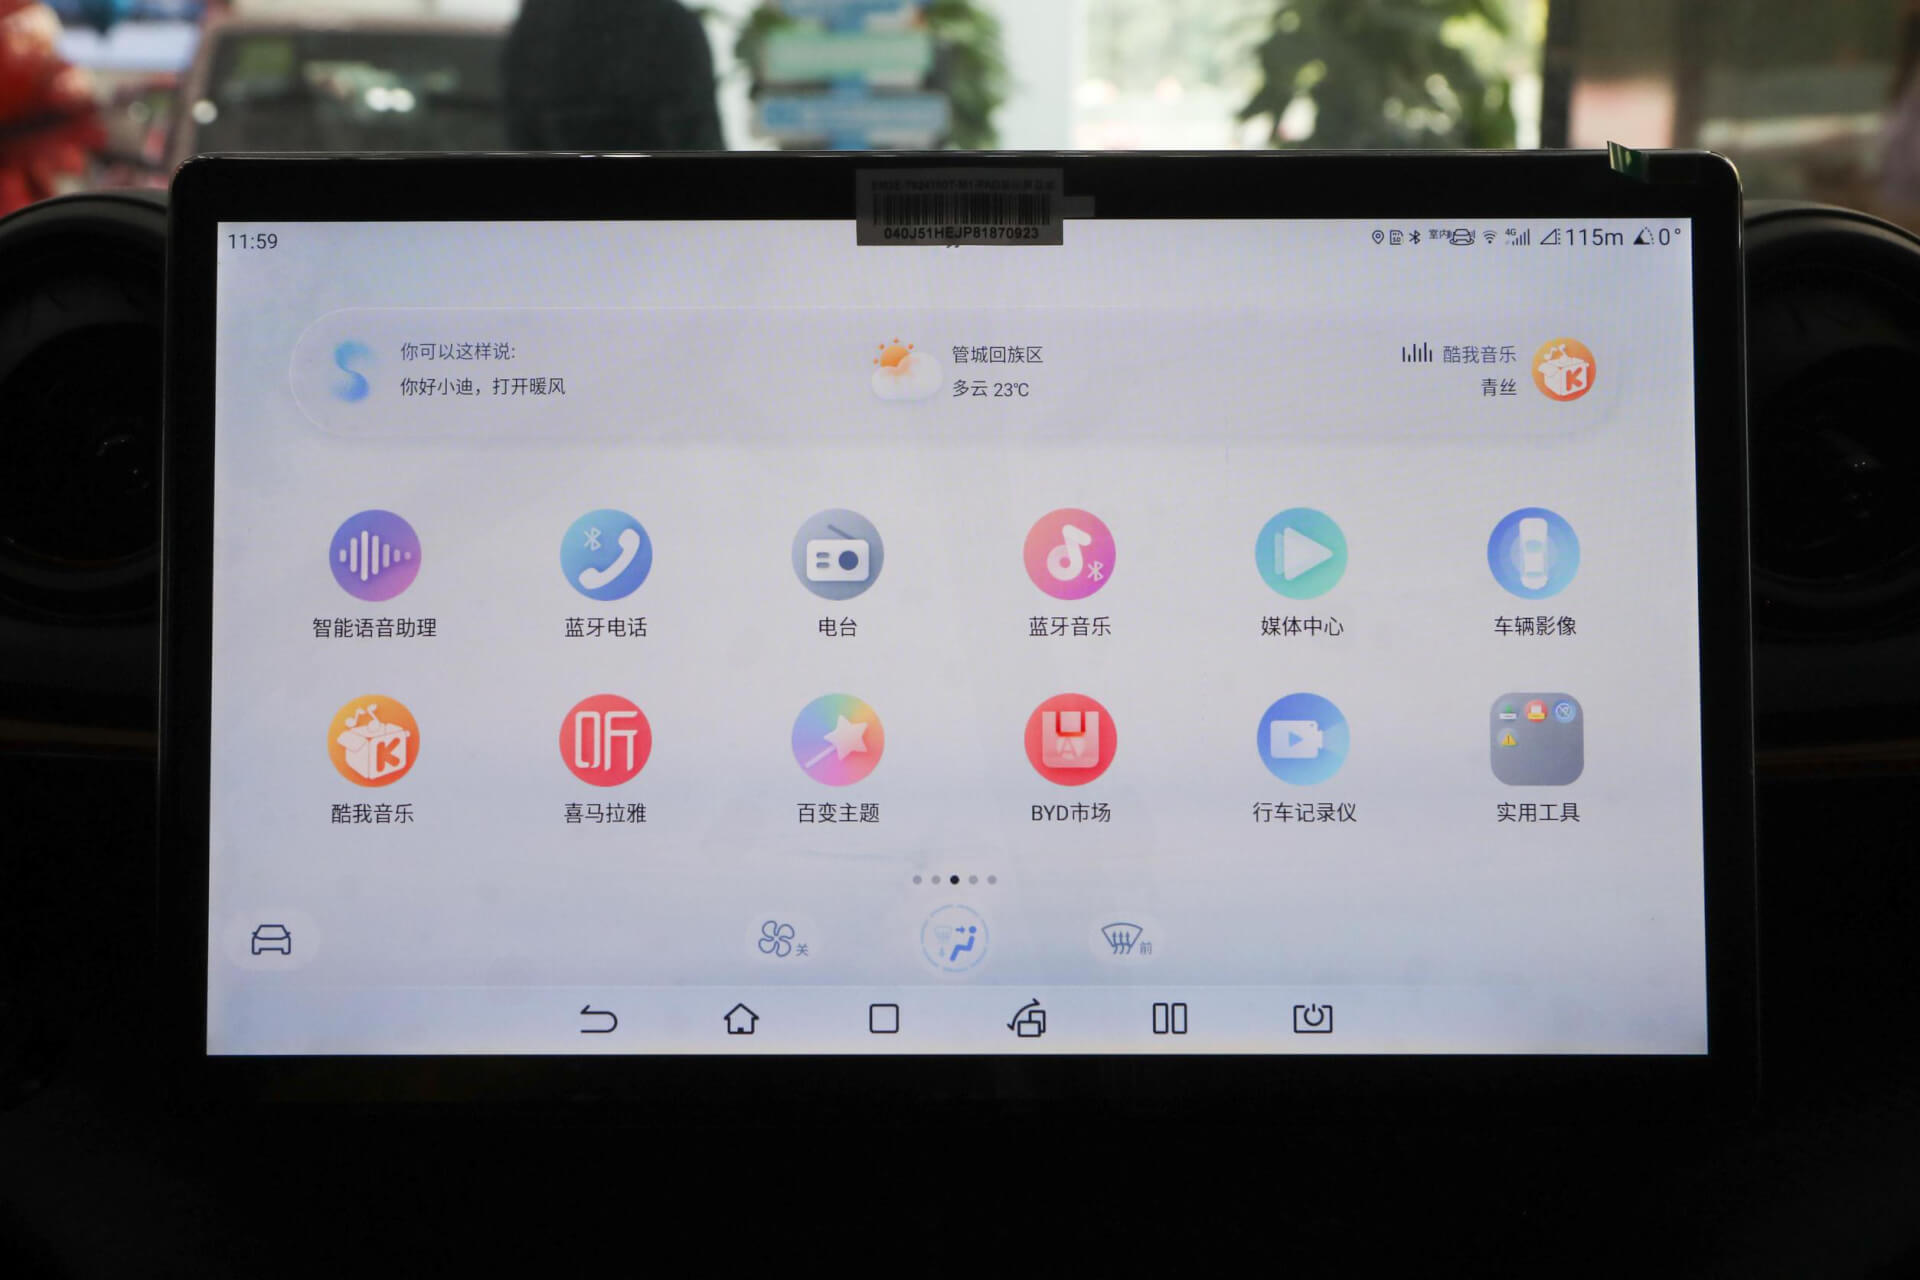 040J51HEJP81870923
11:59
4G
115m
0°
你可以这样说:
你好小迪，打开暖风
管城回族区
多云 23℃
酷我音乐
青丝
智能语音助理
蓝牙电话
电台
蓝牙音乐
媒体中心
车辆影像
听
K
酷我音乐
喜马拉雅
百变主题
BYD市场
行车记录仪
实用工具
关
前